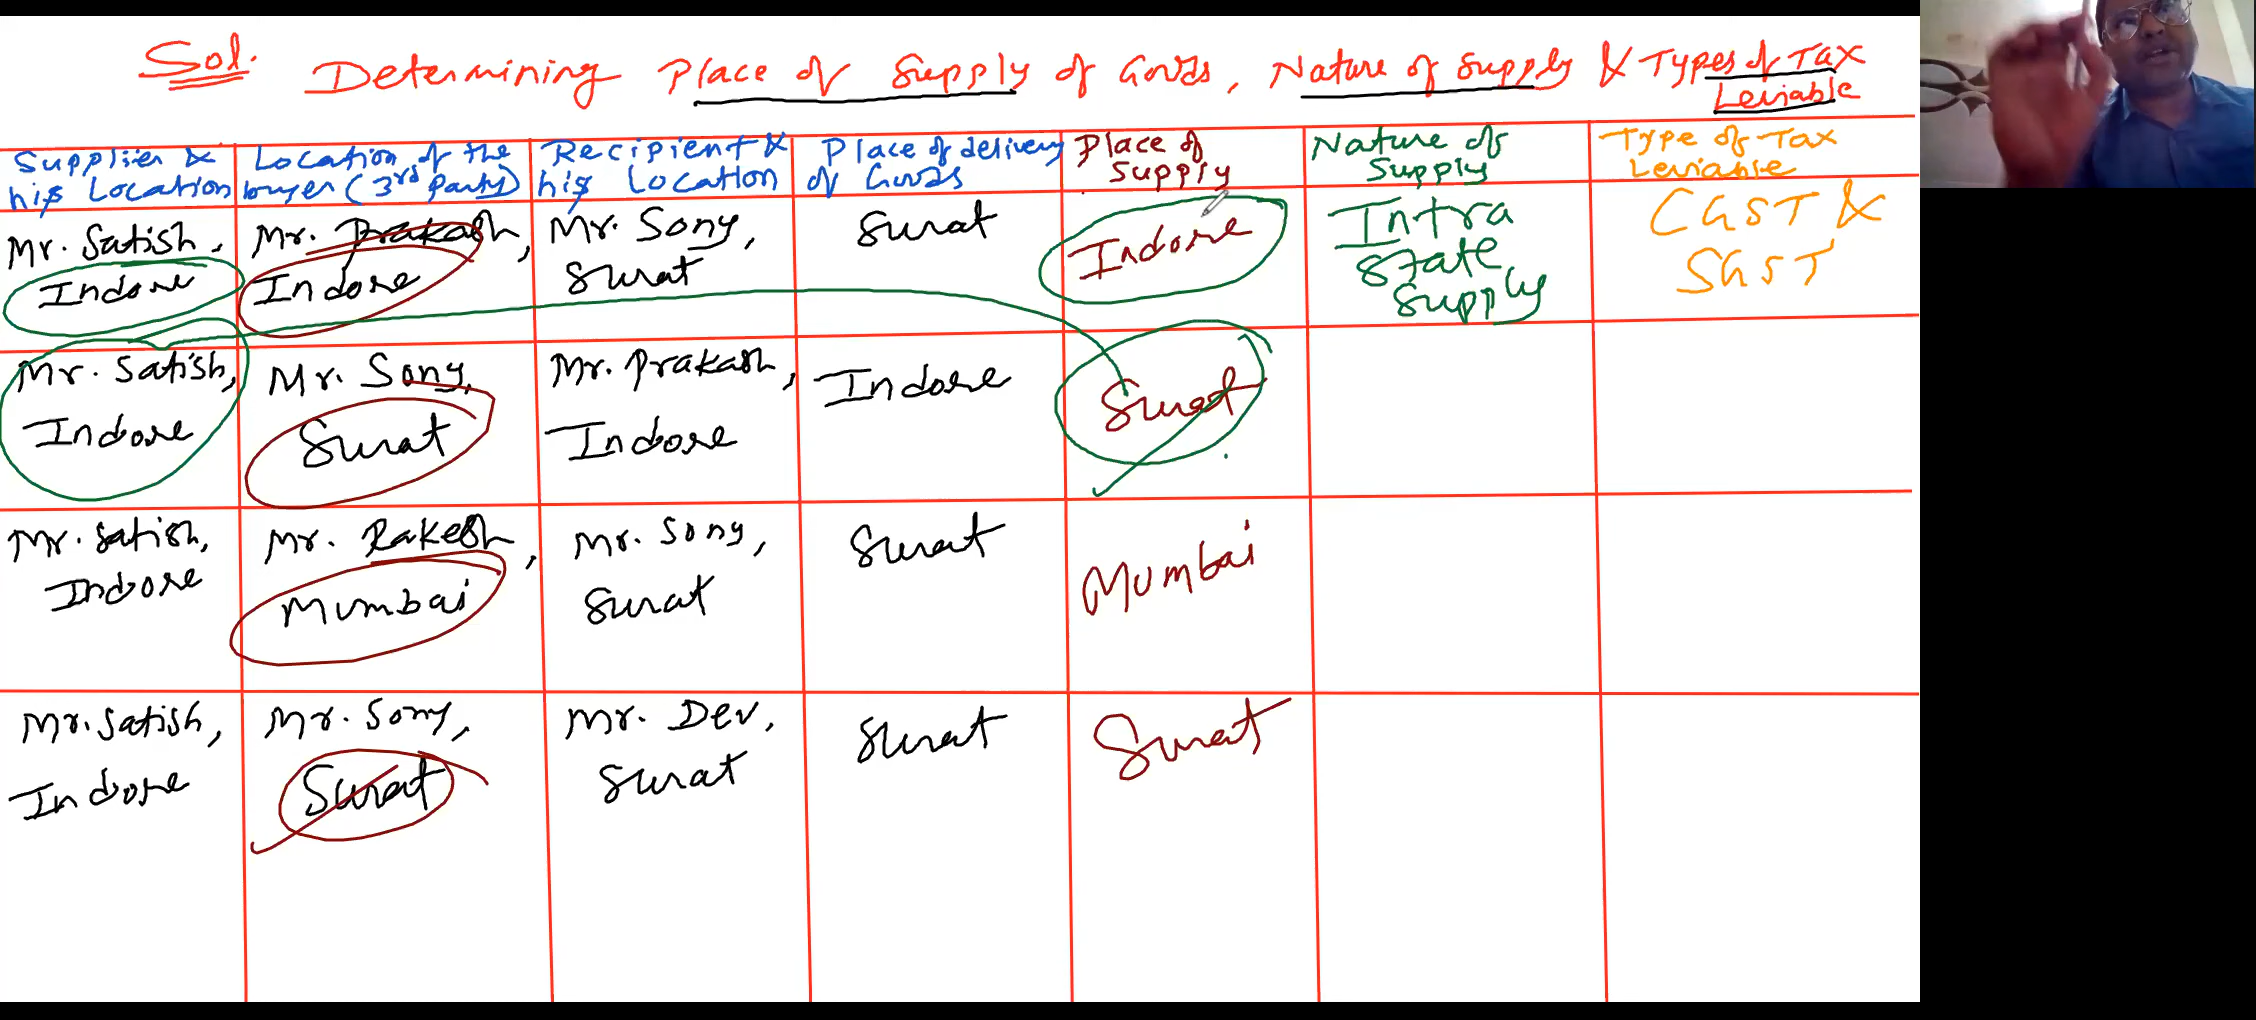 Sol. Determining Place of Supply of Goods, Nature of Supply & Types of Tax
Leviable
Supplier &
his Location
Location of the
buyer (3rd Party)
Recipient &
his Location
Place of delivery
of Goods
Place of
Supply
Nature of
Supply
Type of Tax
Leviable
Mr. Satish,
Indore
Mr. Prakash,
Indore
Mr. Sony,
Surat
Surat
Indore
Intra
State
Supply
CGST &
SGST
Mr. Satish,
Indore
Mr. Sony,
Surat
Mr. Prakash,
Indore
Indore
Surat
Mr. Satish,
Indore
Mr. Rakesh,
Mumbai
Mr. Sony,
Surat
Surat
Mumbai
Mr. Satish,
Indore
Mr. Sony,
Surat
Mr. Dev,
Surat
Surat
Surat